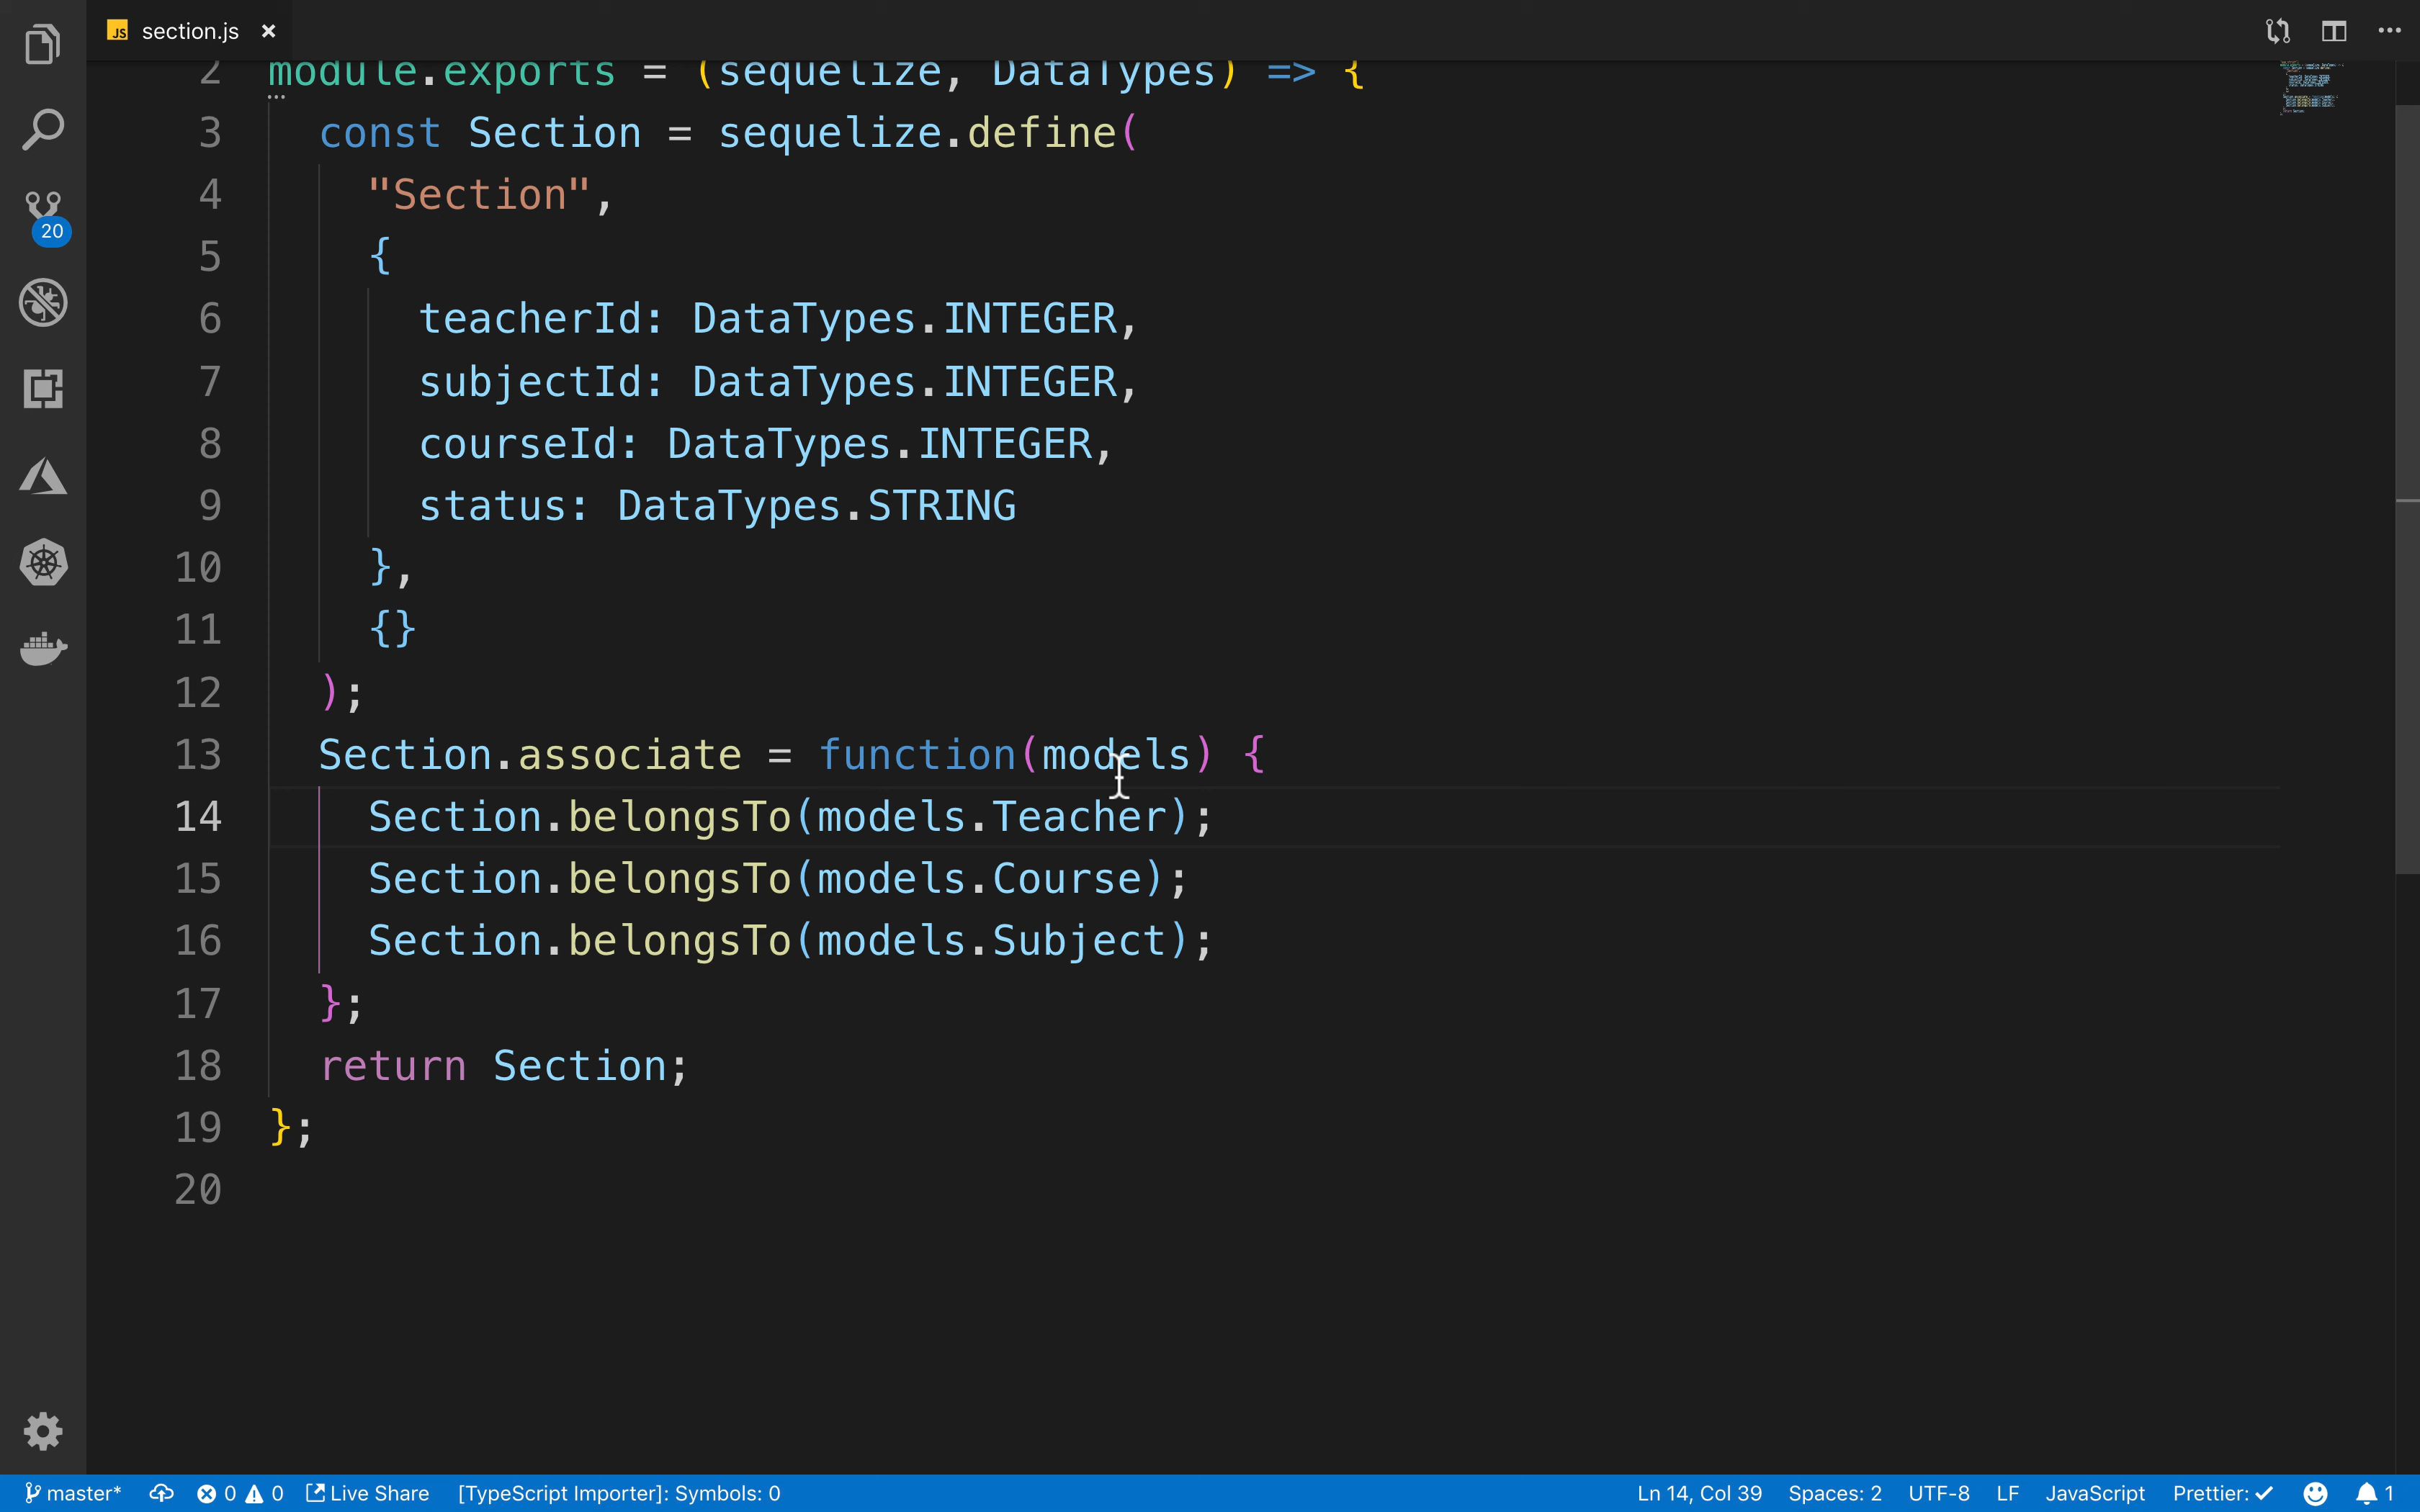 JS section.js ×
2 module.exports = (sequelize, DataTypes) => {
3 const Section = sequelize.define(
4 "Section",
5 {
6 teacherId: DataTypes.INTEGER,
7 subjectId: DataTypes.INTEGER,
8 courseId: DataTypes.INTEGER,
9 status: DataTypes.STRING
10 },
11 {}
12 );
13 Section.associate = function(models) {
14 Section.belongsTo(models.Teacher);
15 Section.belongsTo(models.Course);
16 Section.belongsTo(models.Subject);
17 };
18 return Section;
19 };
20
20
master* 0 0 Live Share [TypeScript Importer]: Symbols: 0 Ln 14, Col 39 Spaces: 2 UTF-8 LF JavaScript Prettier: ✓ 1